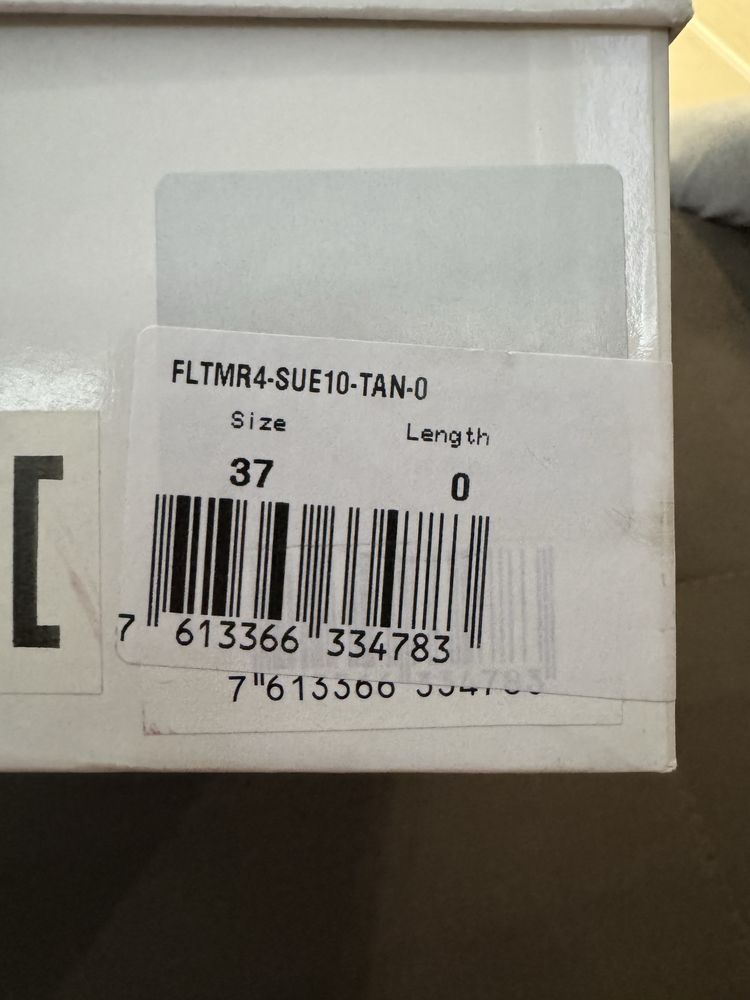 FLTMR4-SUE10-TAN-0
Size Length
37 0
7 613366 334783